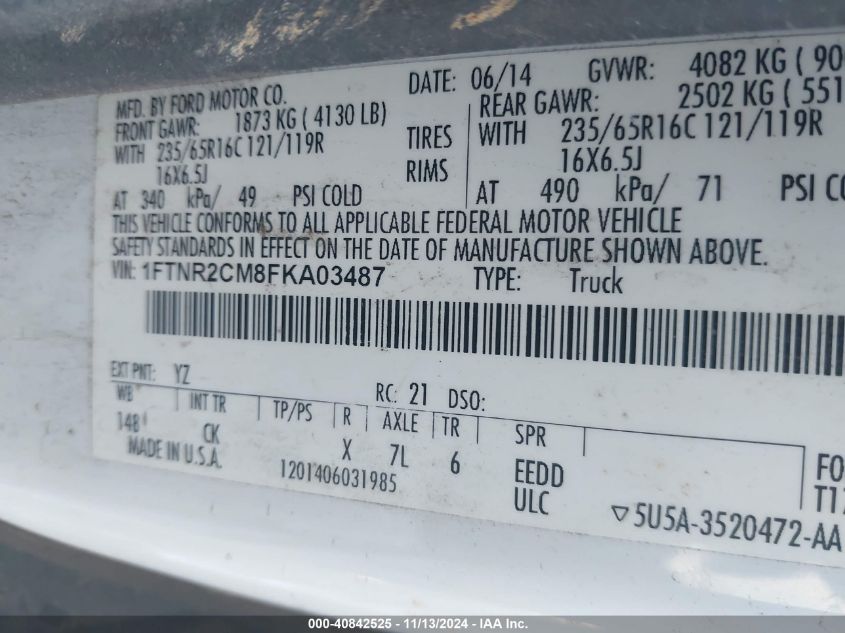 MFD. BY FORD MOTOR CO. DATE: 06/14 GVWR: 4082 KG ( 90
FRONT GAWR: 1873 KG ( 4130 LB) REAR GAWR: 2502 KG ( 551
WITH 235/65R16C 121/119R TIRES WITH 235/65R16C 121/119R
16X6.5J RIMS 16X6.5J
AT 340 kPa/ 49 PSI COLD AT 490 kPa/ 71 PSI CO
THIS VEHICLE CONFORMS TO ALL APPLICABLE FEDERAL MOTOR VEHICLE
SAFETY STANDARDS IN EFFECT ON THE DATE OF MANUFACTURE SHOWN ABOVE.
VIN: 1FTNR2CM8FKA03487 TYPE: Truck
EXT PNT: YZ RC: 21 DSO:
WB INT TR TP/PS R AXLE TR SPR
148 CK X 7L 6 EEDD
MADE IN U.S.A. 1201406031985 ULC
FO
T1
▽5U5A-3520472-AA
000-40842525 - 11/13/2024 - IAA Inc.